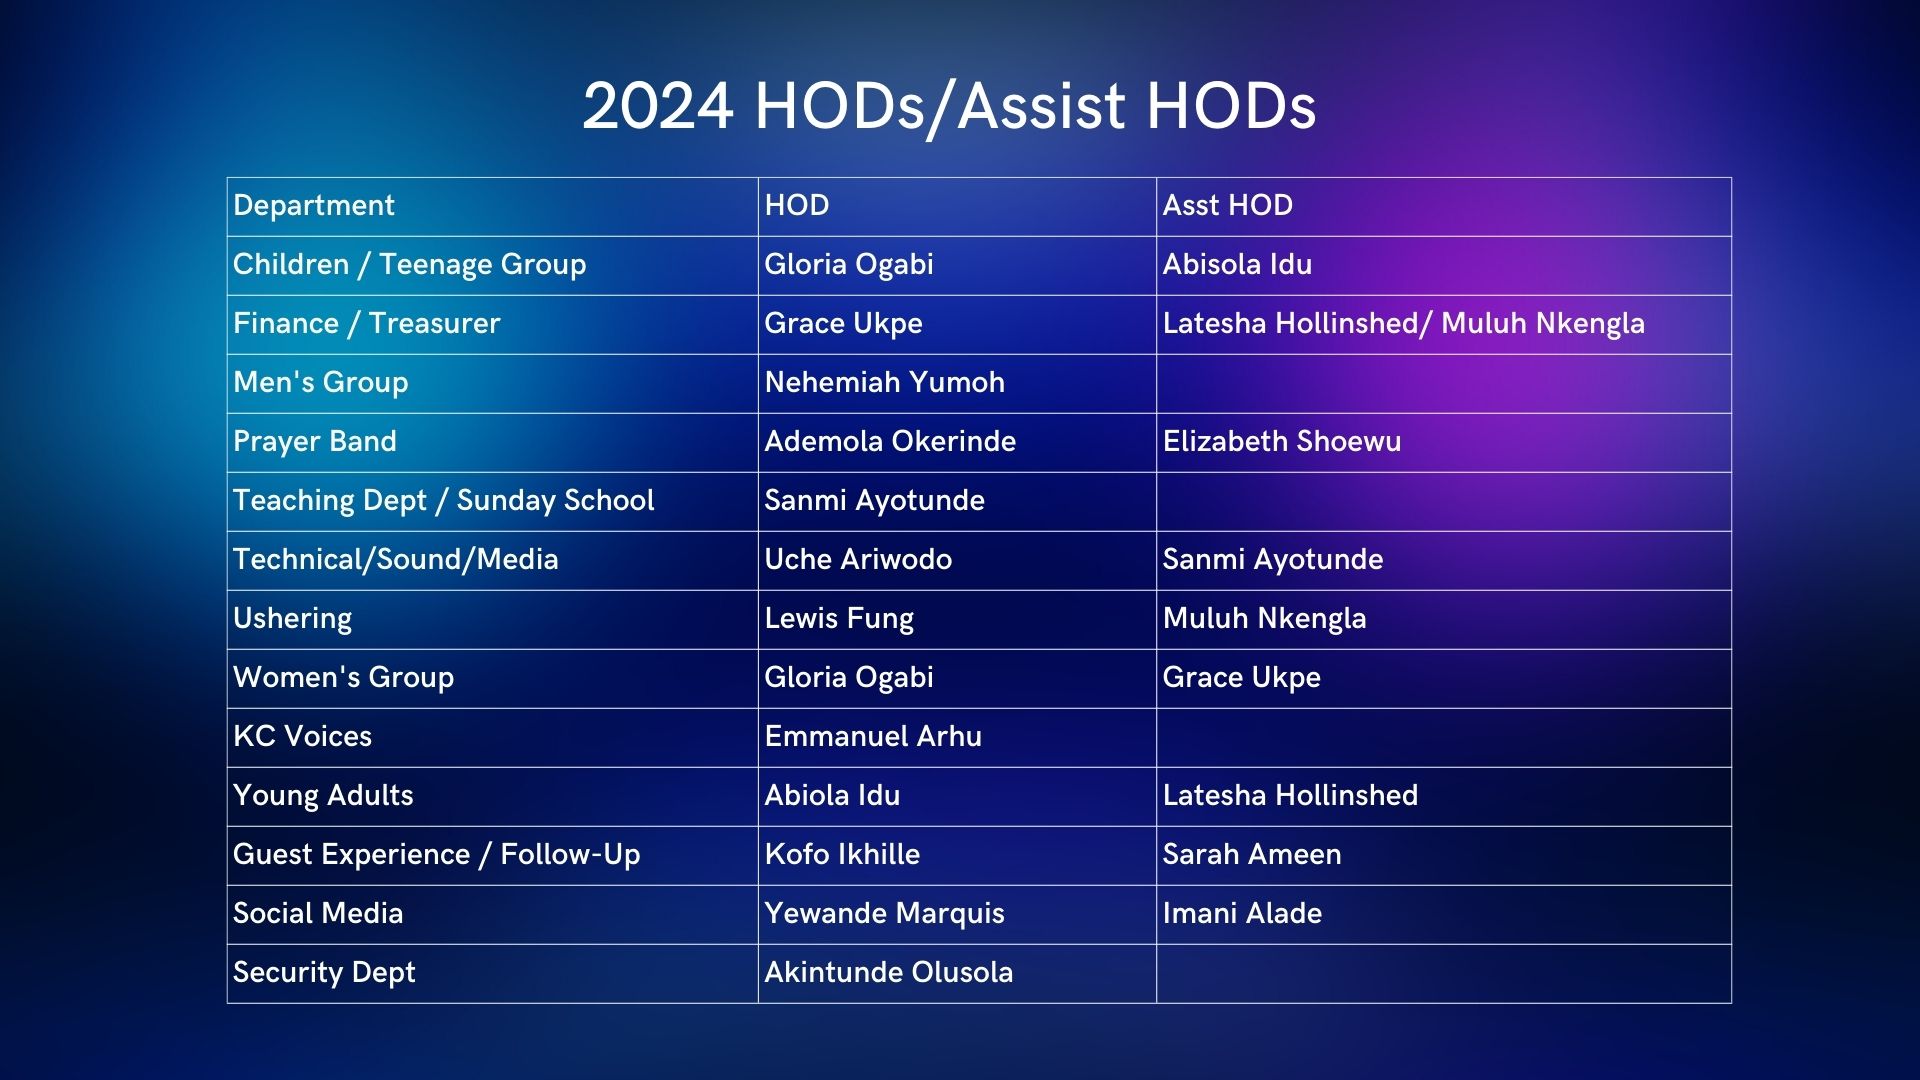 2024 HODs/Assist HODs
Department HOD Asst HOD
Children / Teenage Group Gloria Ogabi Abisola Idu
Finance / Treasurer Grace Ukpe Latesha Hollinshed/ Muluh Nkengla
Men's Group Nehemiah Yumoh
Prayer Band Ademola Okerinde Elizabeth Shoewu
Teaching Dept / Sunday School Sanmi Ayotunde
Technical/Sound/Media Uche Ariwodo Sanmi Ayotunde
Ushering Lewis Fung Muluh Nkengla
Women's Group Gloria Ogabi Grace Ukpe
KC Voices Emmanuel Arhu
Young Adults Abiola Idu Latesha Hollinshed
Guest Experience / Follow-Up Kofo Ikhille Sarah Ameen
Social Media Yewande Marquis Imani Alade
Security Dept Akintunde Olusola